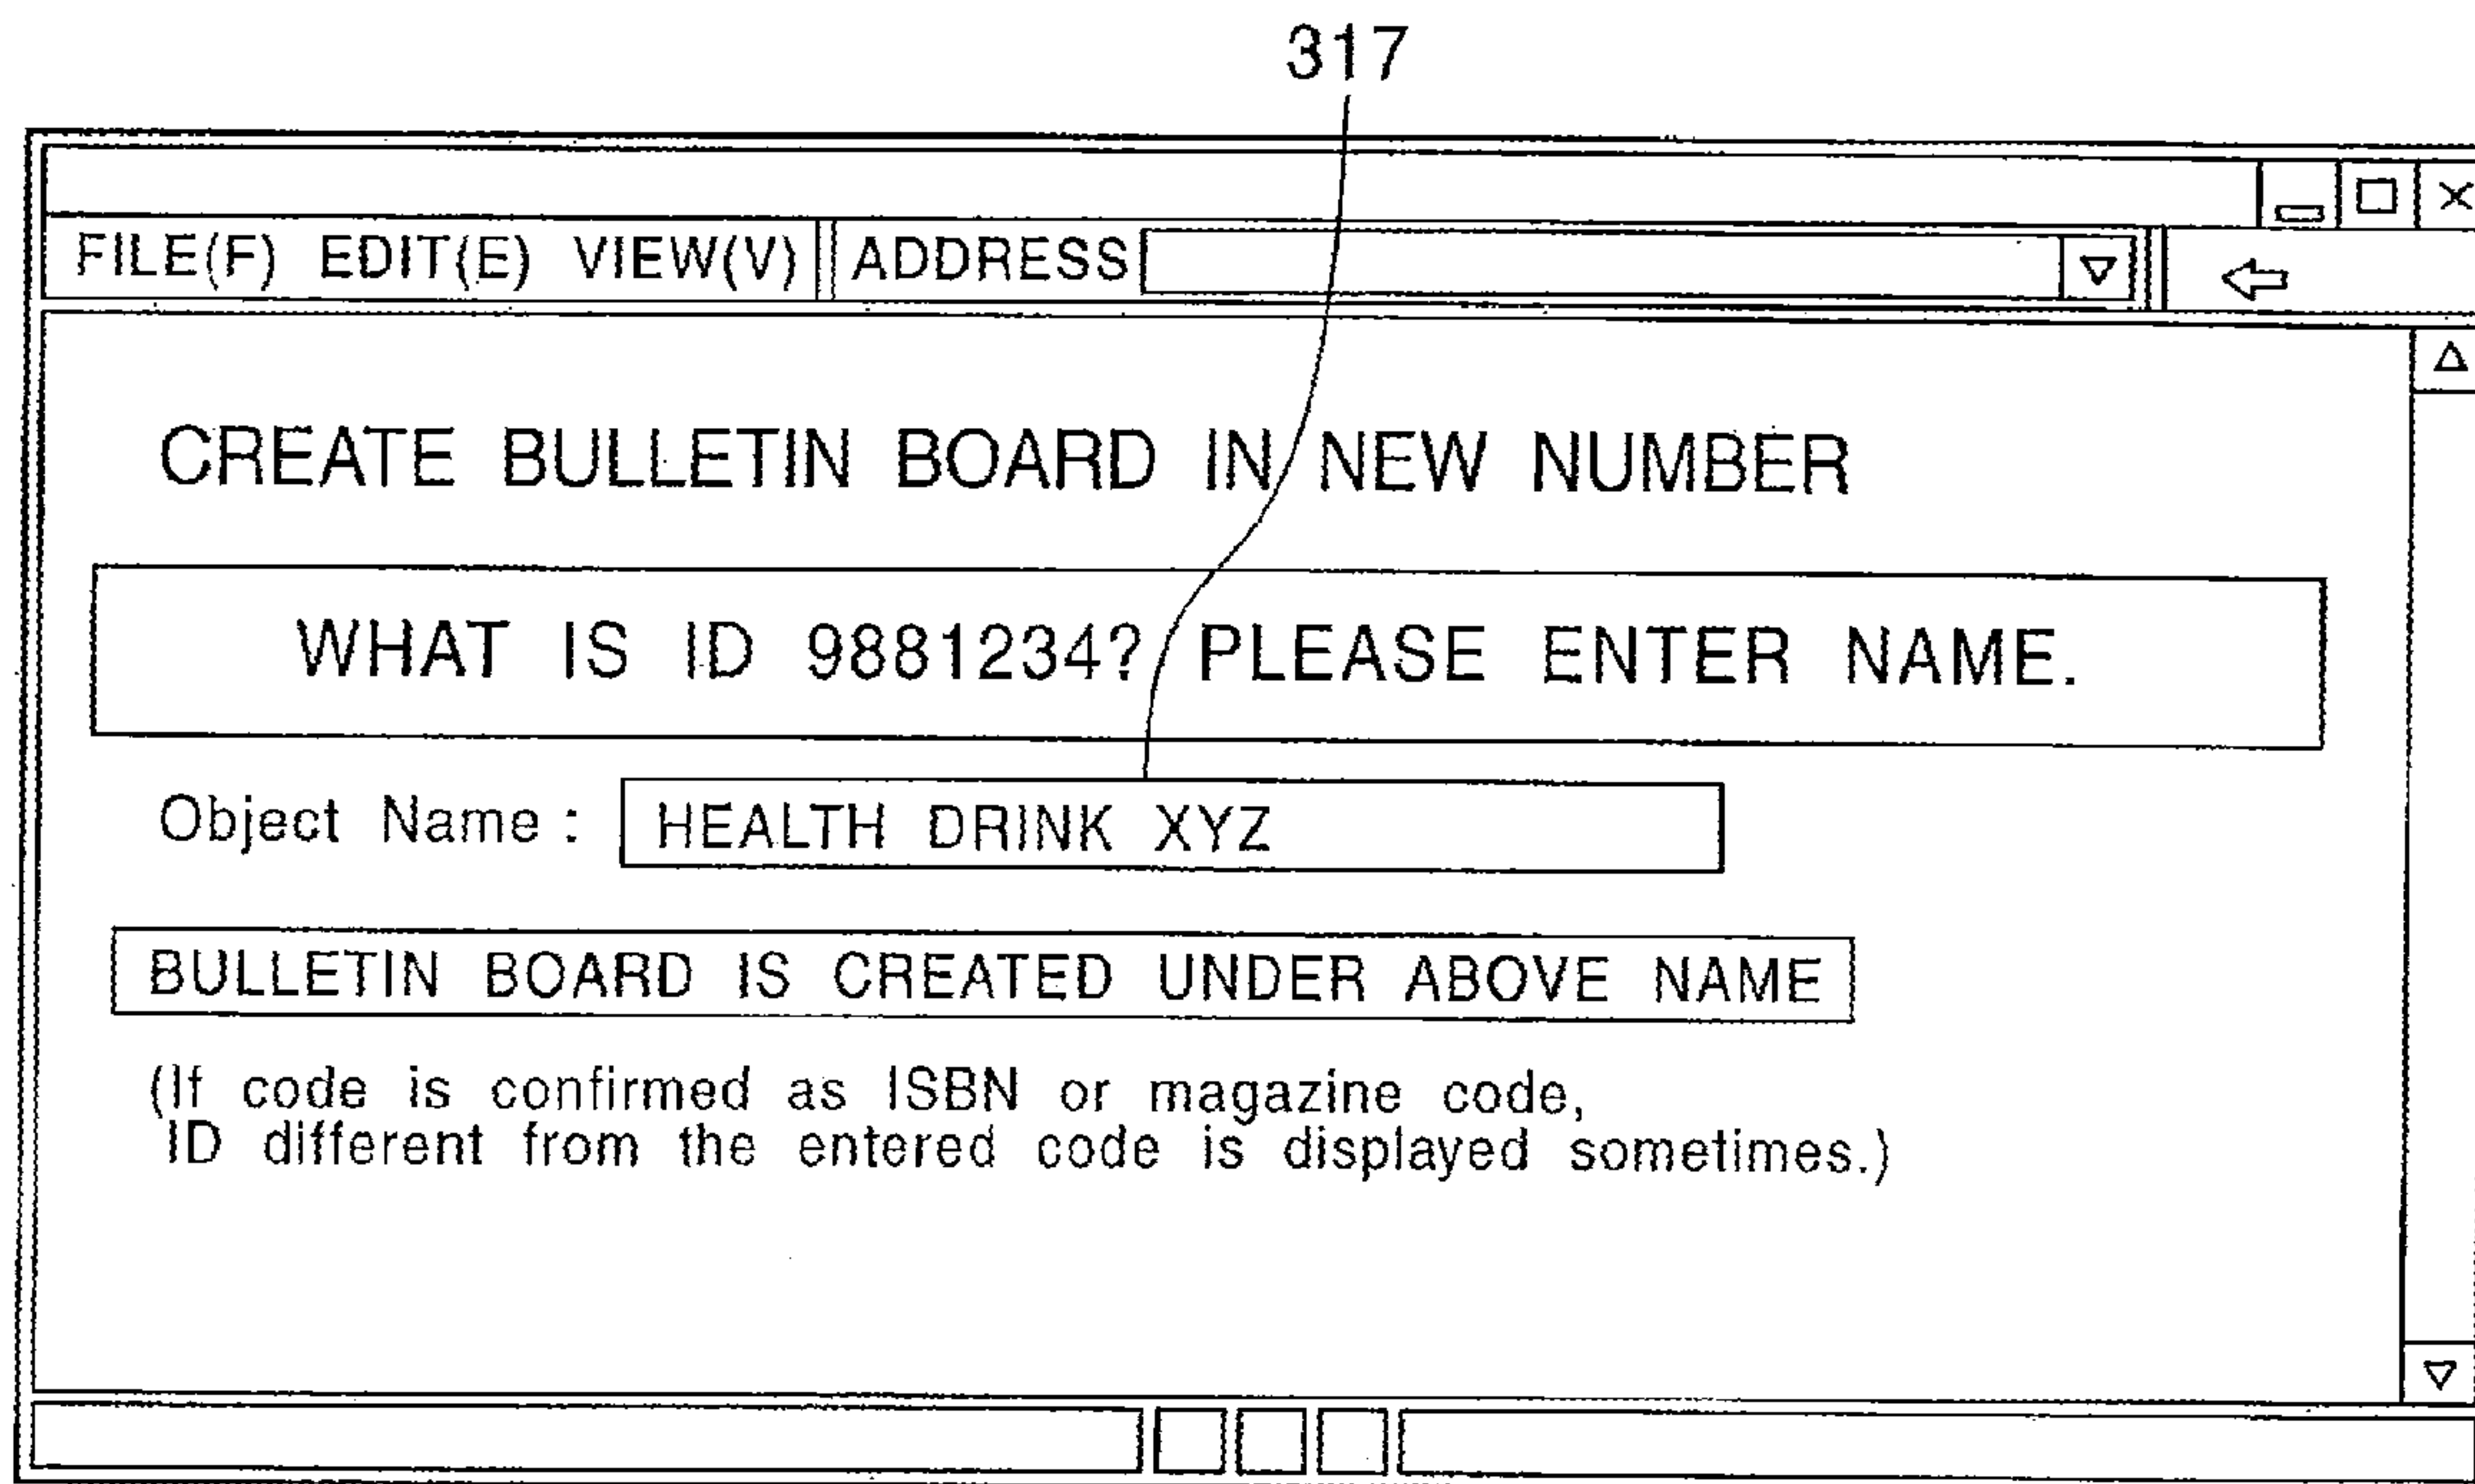 317
FILE(F) EDIT(E) VIEW(V) ADDRESS
CREATE BULLETIN BOARD IN NEW NUMBER
WHAT IS ID 9881234? PLEASE ENTER NAME.
Object Name : HEALTH DRINK XYZ
BULLETIN BOARD IS CREATED UNDER ABOVE NAME
(If code is confirmed as ISBN or magazine code,
ID different from the entered code is displayed sometimes.)